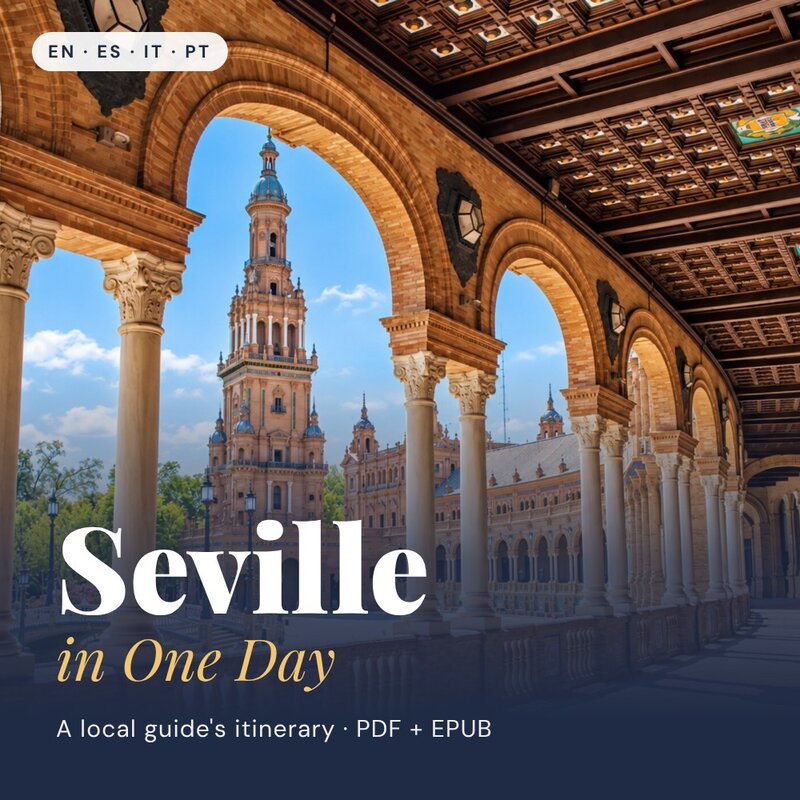 EN · ES · IT · PT
Seville
in One Day
A local guide's itinerary · PDF + EPUB